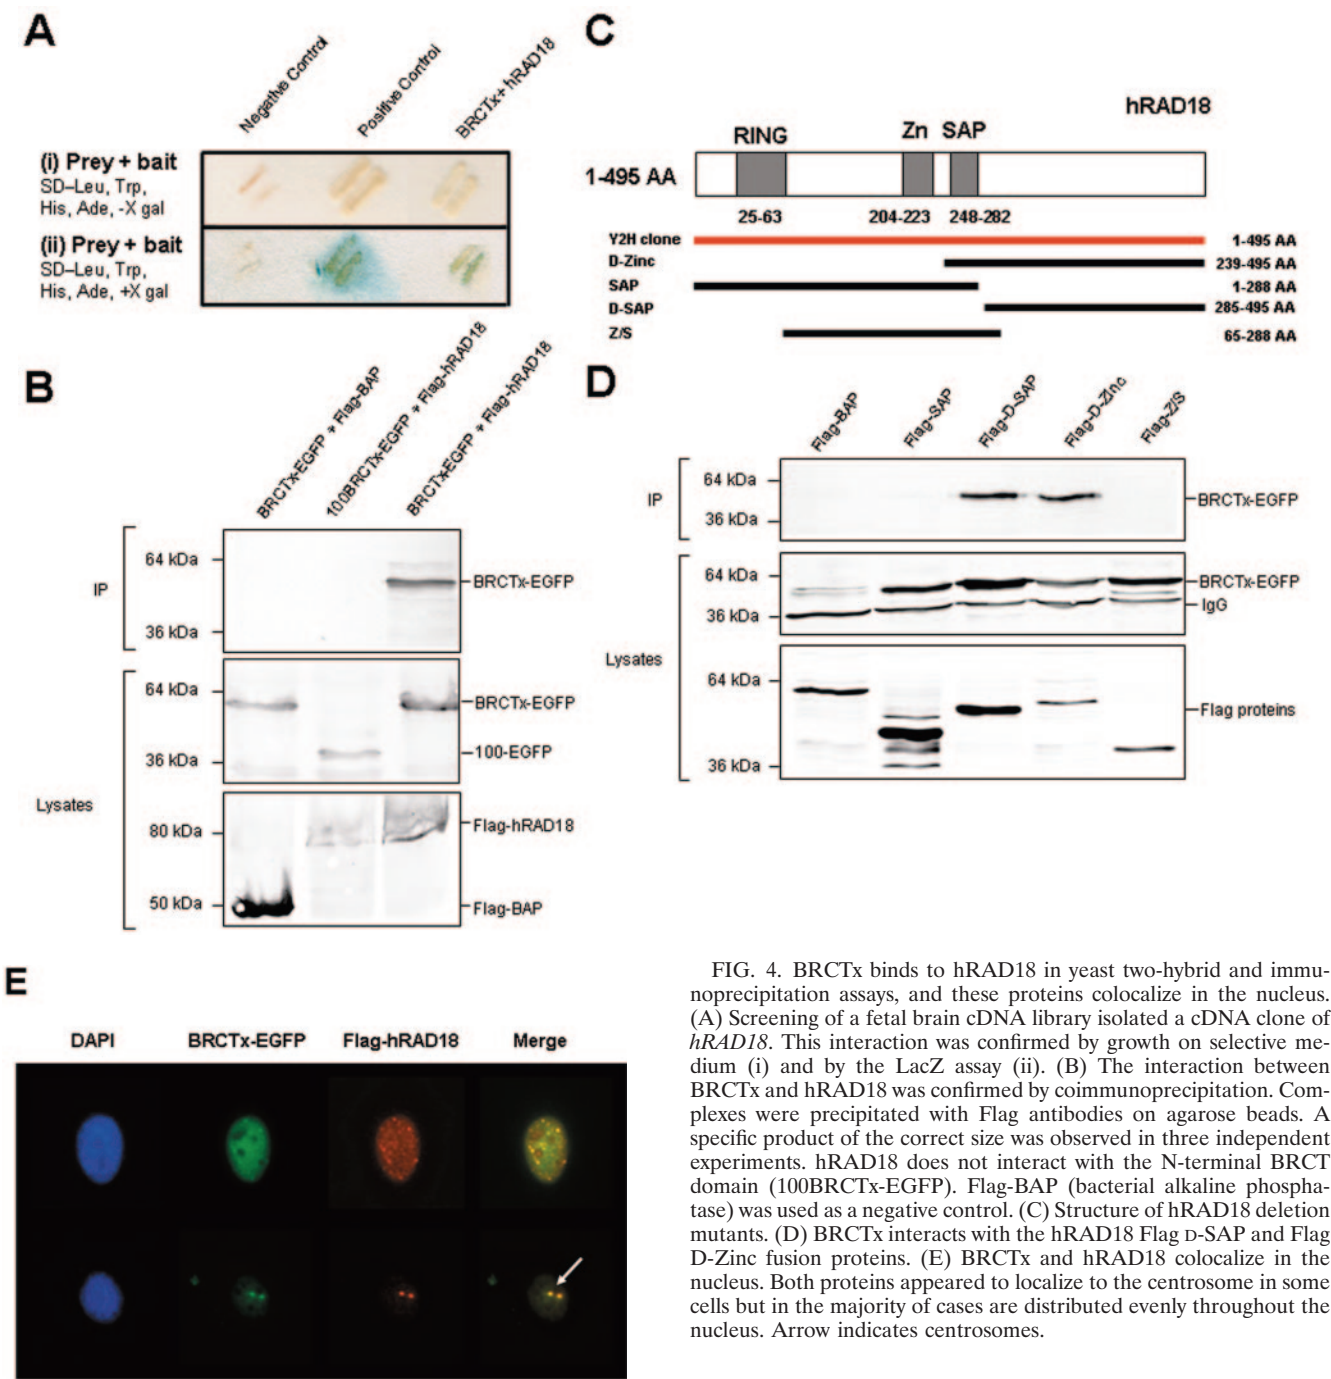 A
Negative Control
Positive Control
BRCTx+ hRAD18
(i) Prey + bait
SD–Leu, Trp,
His, Ade, -X gal
(ii) Prey + bait
SD–Leu, Trp,
His, Ade, +X gal
B
BRCTx-EGFP + Flag-BAP
100BRCTx-EGFP + Flag-hRAD18
BRCTx-EGFP + Flag-hRAD18
IP
64 kDa
36 kDa
BRCTx-EGFP
Lysates
64 kDa
36 kDa
BRCTx-EGFP
100-EGFP
80 kDa
50 kDa
Flag-hRAD18
Flag-BAP
C
hRAD18
RING
Zn
SAP
1-495 AA
25-63
204-223
248-282
Y2H clone
1-495 AA
D-Zinc
239-495 AA
SAP
1-288 AA
D-SAP
285-495 AA
Z/S
65-288 AA
D
Flag-BAP
Flag-SAP
Flag-D-SAP
Flag-D-Zinc
Flag-Z/S
IP
64 kDa
36 kDa
BRCTx-EGFP
Lysates
64 kDa
36 kDa
BRCTx-EGFP
IgG
64 kDa
36 kDa
Flag proteins
E
DAPI
BRCTx-EGFP
Flag-hRAD18
Merge
FIG. 4. BRCTx binds to hRAD18 in yeast two-hybrid and immu-
noprecipitation assays, and these proteins colocalize in the nucleus.
(A) Screening of a fetal brain cDNA library isolated a cDNA clone of
hRAD18. This interaction was confirmed by growth on selective me-
dium (i) and by the LacZ assay (ii). (B) The interaction between
BRCTx and hRAD18 was confirmed by coimmunoprecipitation. Com-
plexes were precipitated with Flag antibodies on agarose beads. A
specific product of the correct size was observed in three independent
experiments. hRAD18 does not interact with the N-terminal BRCT
domain (100BRCTx-EGFP). Flag-BAP (bacterial alkaline phospha-
tase) was used as a negative control. (C) Structure of hRAD18 deletion
mutants. (D) BRCTx interacts with the hRAD18 Flag D-SAP and Flag
D-Zinc fusion proteins. (E) BRCTx and hRAD18 colocalize in the
nucleus. Both proteins appeared to localize to the centrosome in some
cells but in the majority of cases are distributed evenly throughout the
nucleus. Arrow indicates centrosomes.